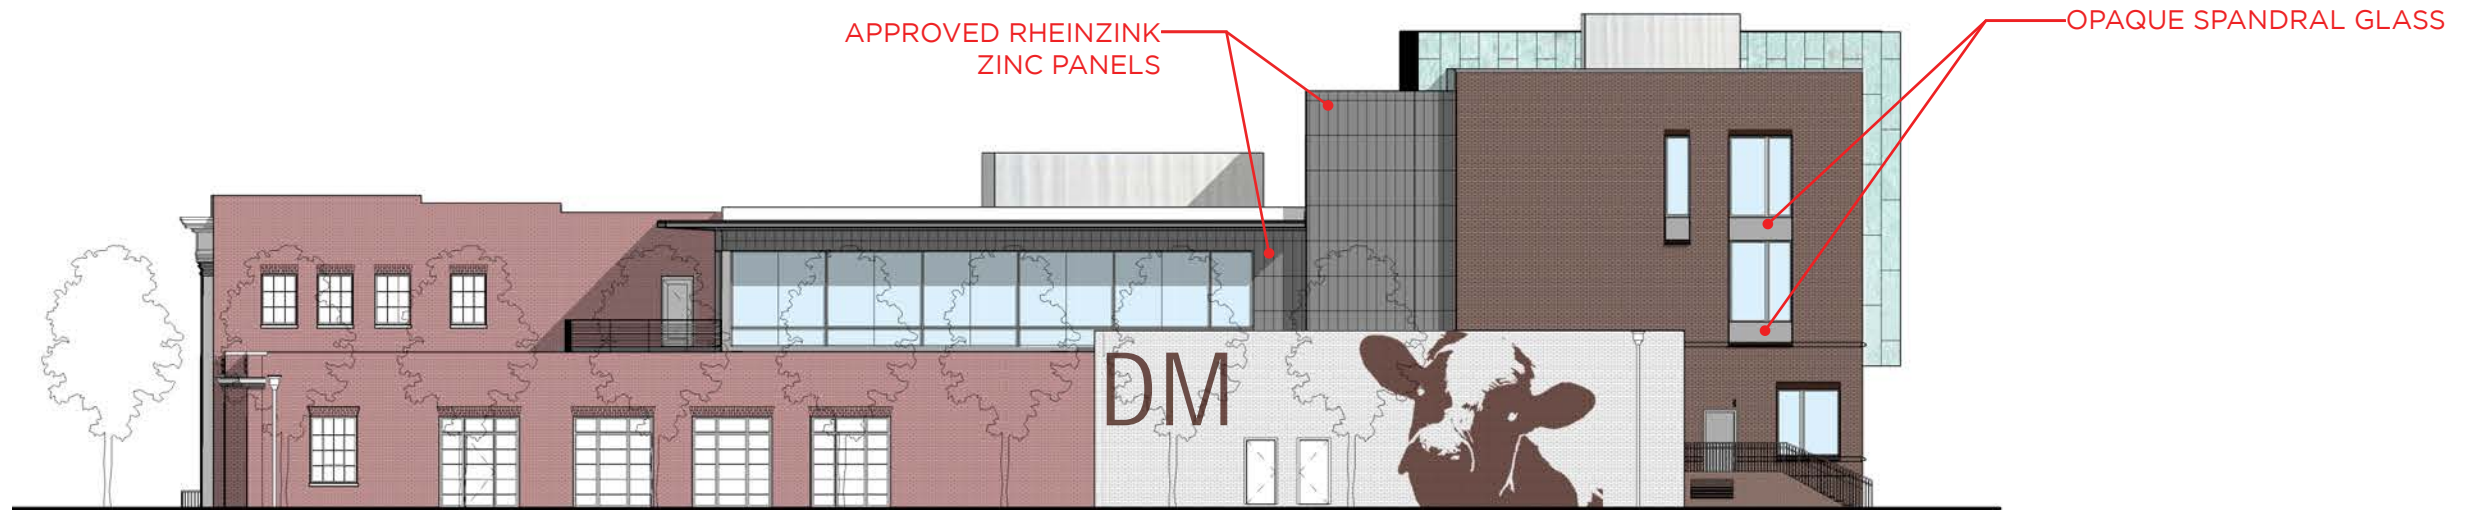 APPROVED RHEINZINK
ZINC PANELS
OPAQUE SPANDRAL GLASS
DM